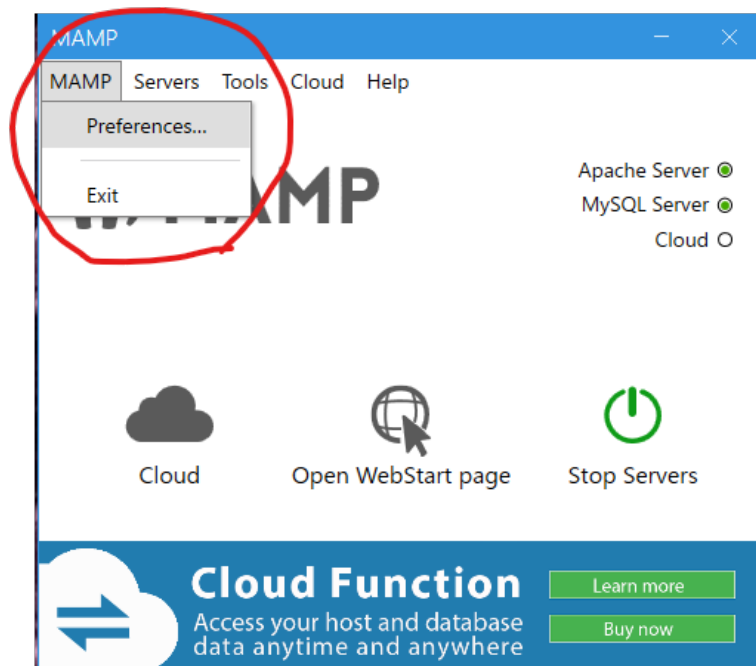 MAMP
MAMP Servers Tools Cloud Help
Preferences...
Exit
MAMP
Apache Server
MySQL Server
Cloud
Cloud
Open WebStart page
Stop Servers
Cloud Function
Learn more
Access your host and database
data anytime and anywhere
Buy now